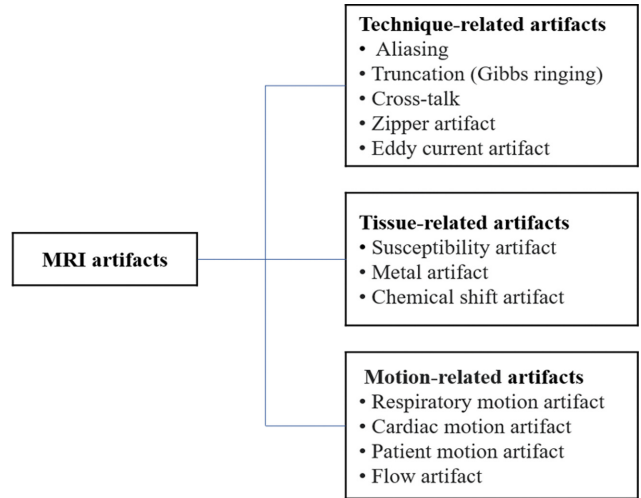 Technique-related artifacts
• Aliasing
• Truncation (Gibbs ringing)
• Cross-talk
• Zipper artifact
• Eddy current artifact
MRI artifacts
Tissue-related artifacts
• Susceptibility artifact
• Metal artifact
• Chemical shift artifact
Motion-related artifacts
• Respiratory motion artifact
• Cardiac motion artifact
• Patient motion artifact
• Flow artifact